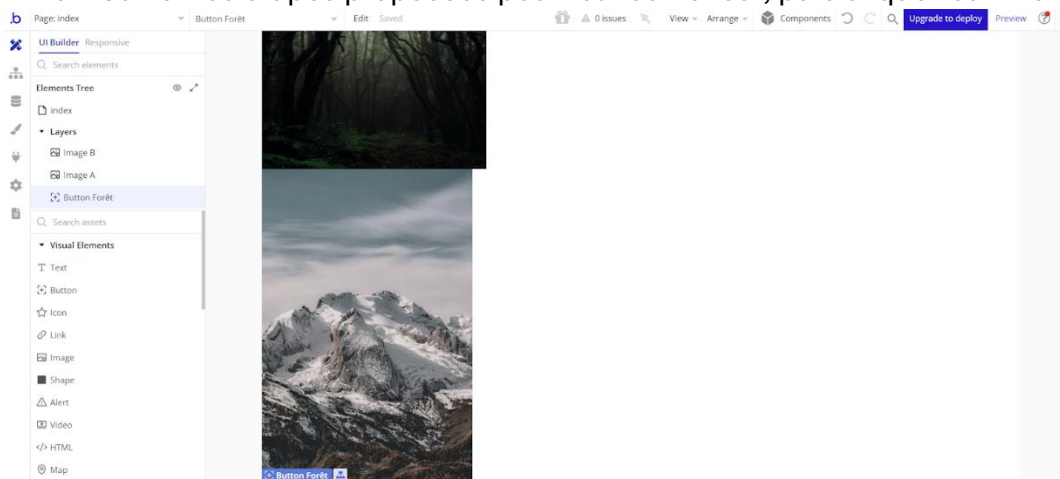 Page: index
Button Forêt
Edit
Saved
0 issues
View
Arrange
Components
Upgrade to deploy
Preview
UI Builder
Responsive
Search elements
Elements Tree
index
Layers
Image B
Image A
Button Forêt
Search assets
Visual Elements
Text
Button
Icon
Link
Image
Shape
Alert
Video
</> HTML
Map
Button Forêt